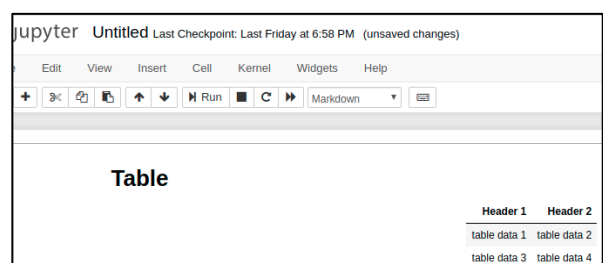 jupyter Untitled Last Checkpoint: Last Friday at 6:58 PM (unsaved changes)
Edit View Insert Cell Kernel Widgets Help
Run Markdown
Table
Header 1 Header 2
table data 1 table data 2
table data 3 table data 4